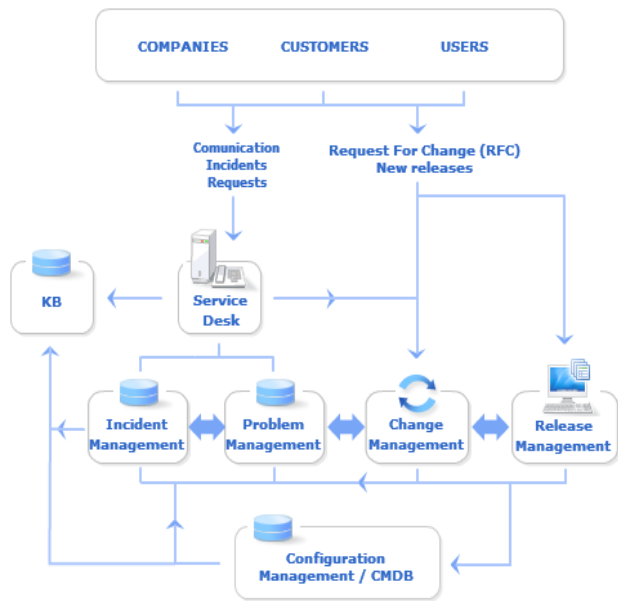 COMPANIES CUSTOMERS USERS
Comunication
Incidents
Requests
Request For Change (RFC)
New releases
KB
Service
Desk
Incident
Management
Problem
Management
Change
Management
Release
Management
Configuration
Management / CMDB